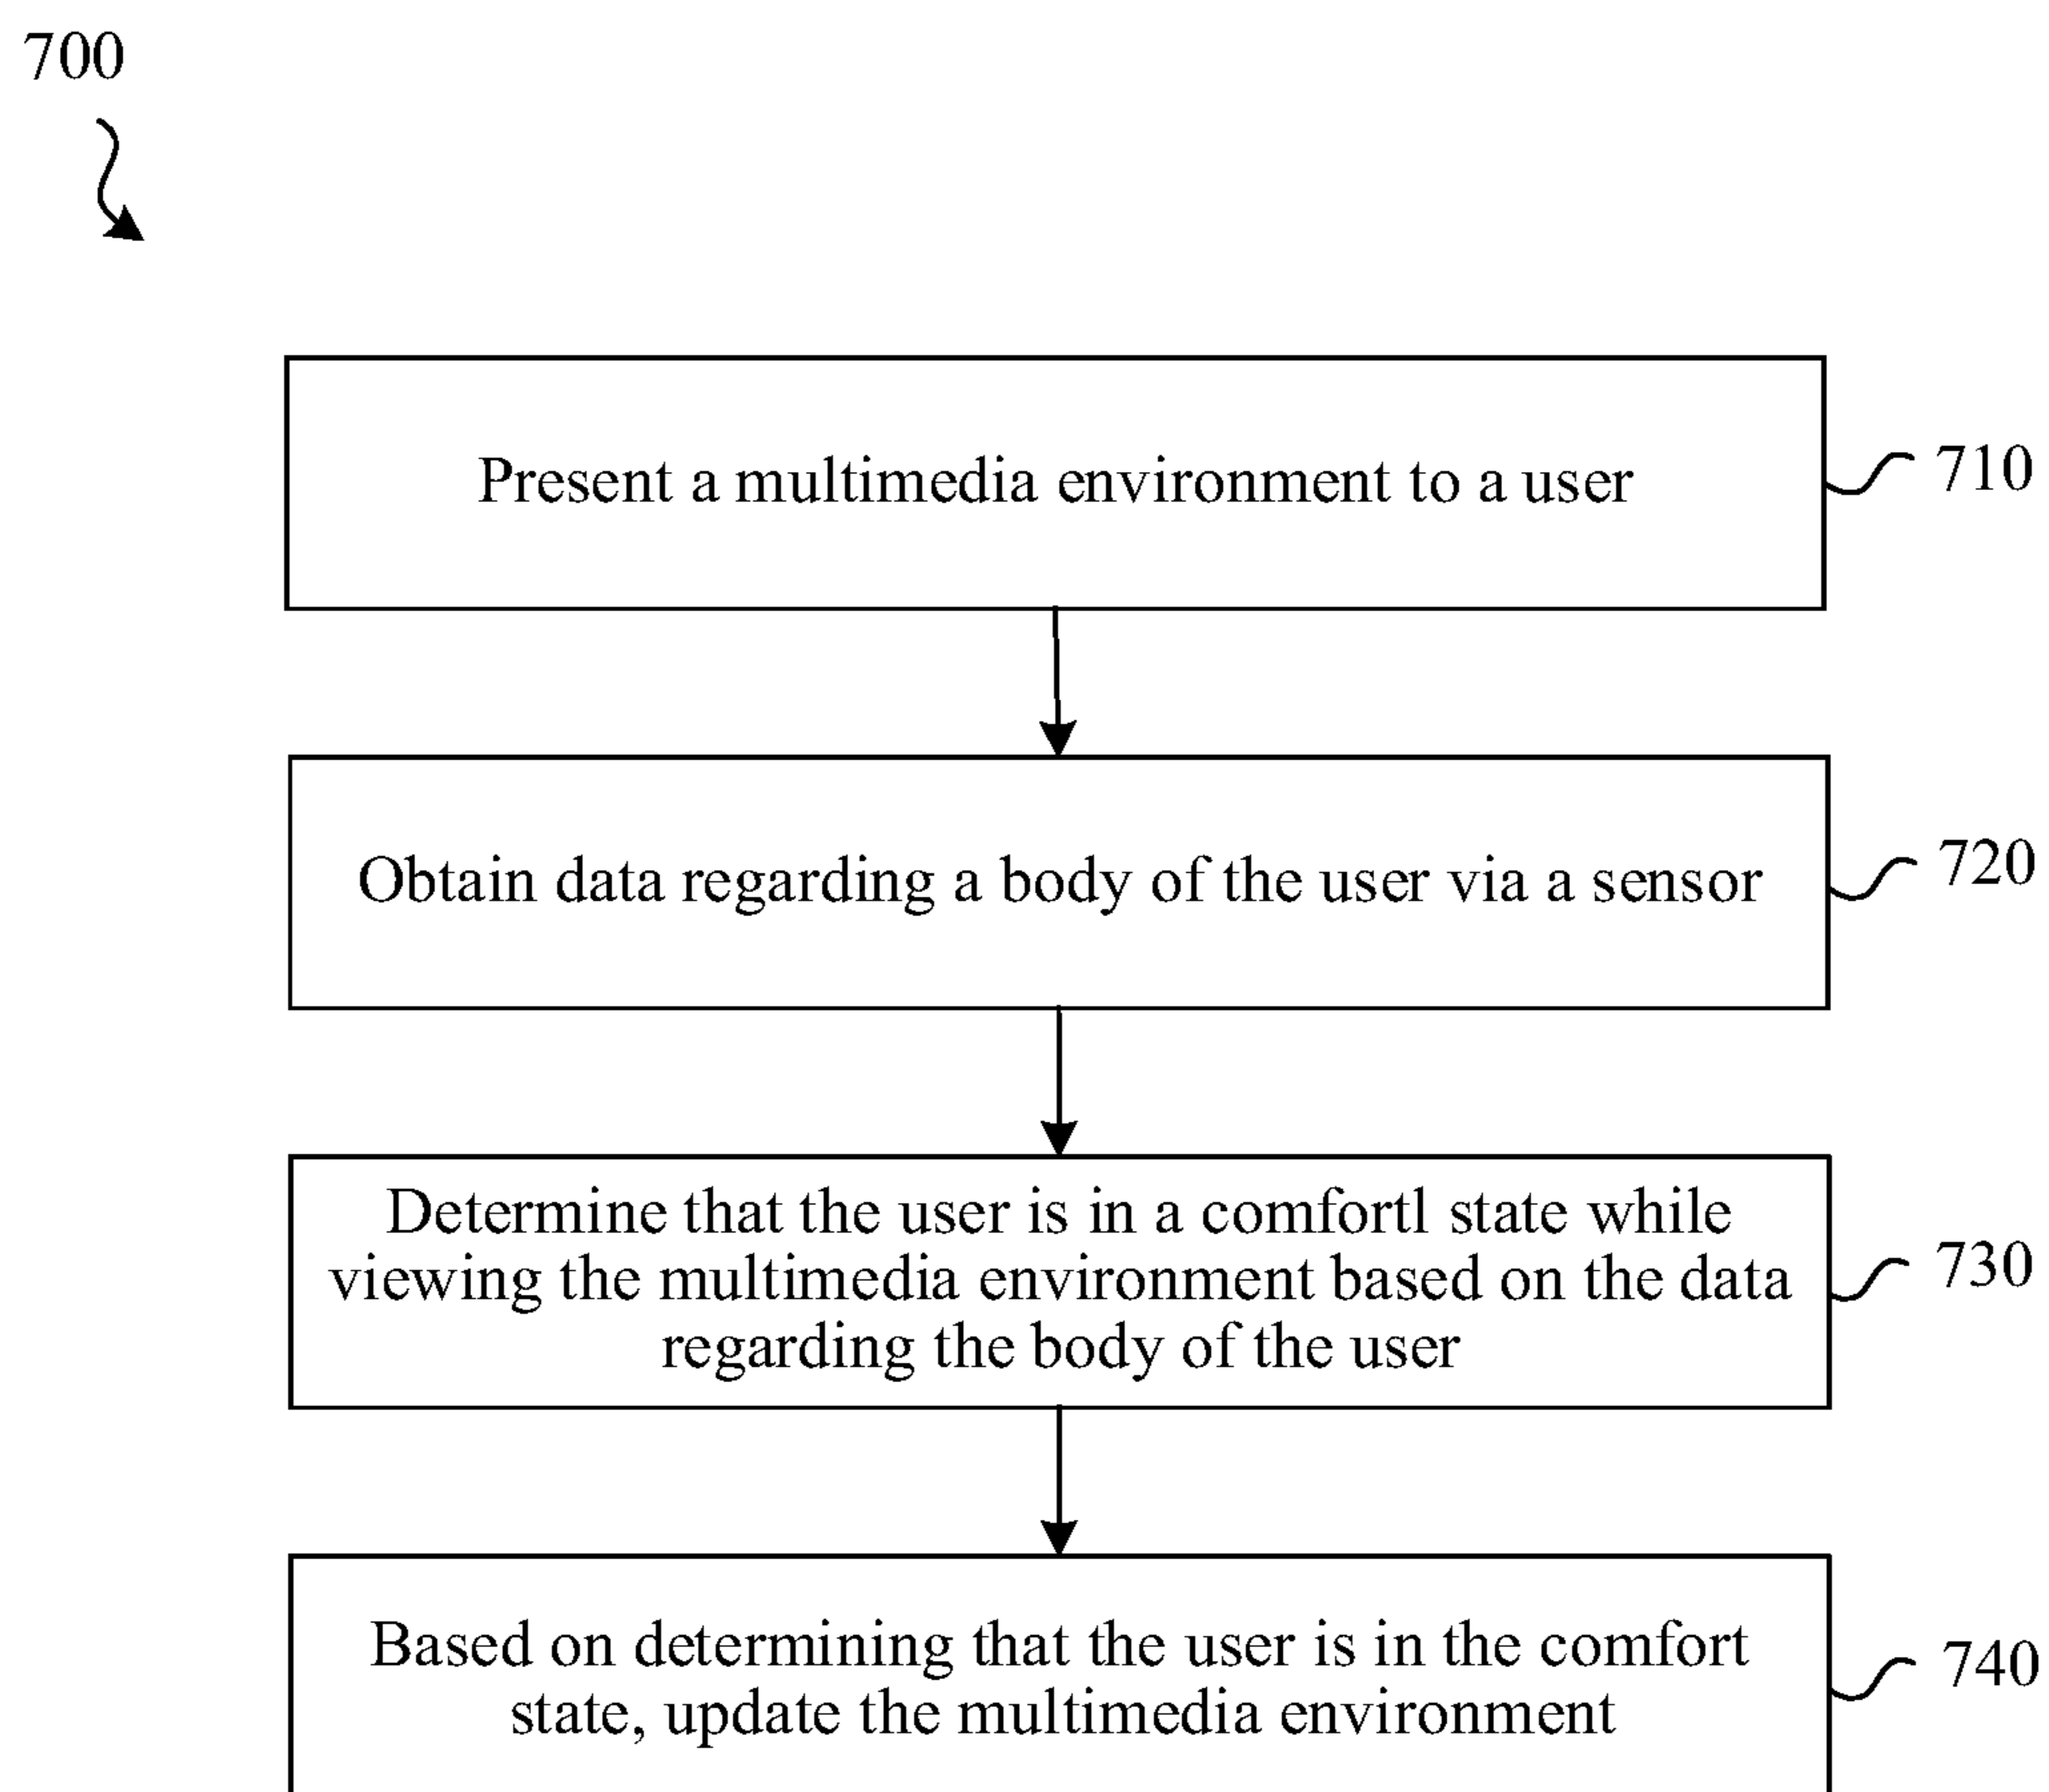 700
Present a multimedia environment to a user
710
Obtain data regarding a body of the user via a sensor
720
Determine that the user is in a comfortl state while
viewing the multimedia environment based on the data
regarding the body of the user
730
Based on determining that the user is in the comfort
state, update the multimedia environment
740